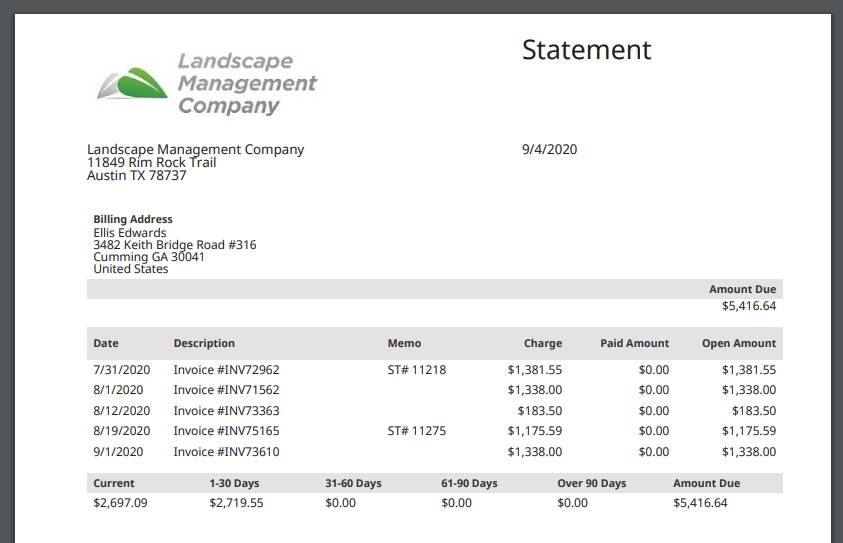 Landscape
Management
Company
Statement
Landscape Management Company
11849 Rim Rock Trail
Austin TX 78737
9/4/2020
Billing Address
Ellis Edwards
3482 Keith Bridge Road #316
Cumming GA 30041
United States
Amount Due
$5,416.64
Date Description Memo Charge Paid Amount Open Amount
7/31/2020 Invoice #INV72962 ST# 11218 $1,381.55 $0.00 $1,381.55
8/1/2020 Invoice #INV71562 $1,338.00 $0.00 $1,338.00
8/12/2020 Invoice #INV73363 $183.50 $0.00 $183.50
8/19/2020 Invoice #INV75165 ST# 11275 $1,175.59 $0.00 $1,175.59
9/1/2020 Invoice #INV73610 $1,338.00 $0.00 $1,338.00
Current 1-30 Days 31-60 Days 61-90 Days Over 90 Days Amount Due
$2,697.09 $2,719.55 $0.00 $0.00 $0.00 $5,416.64